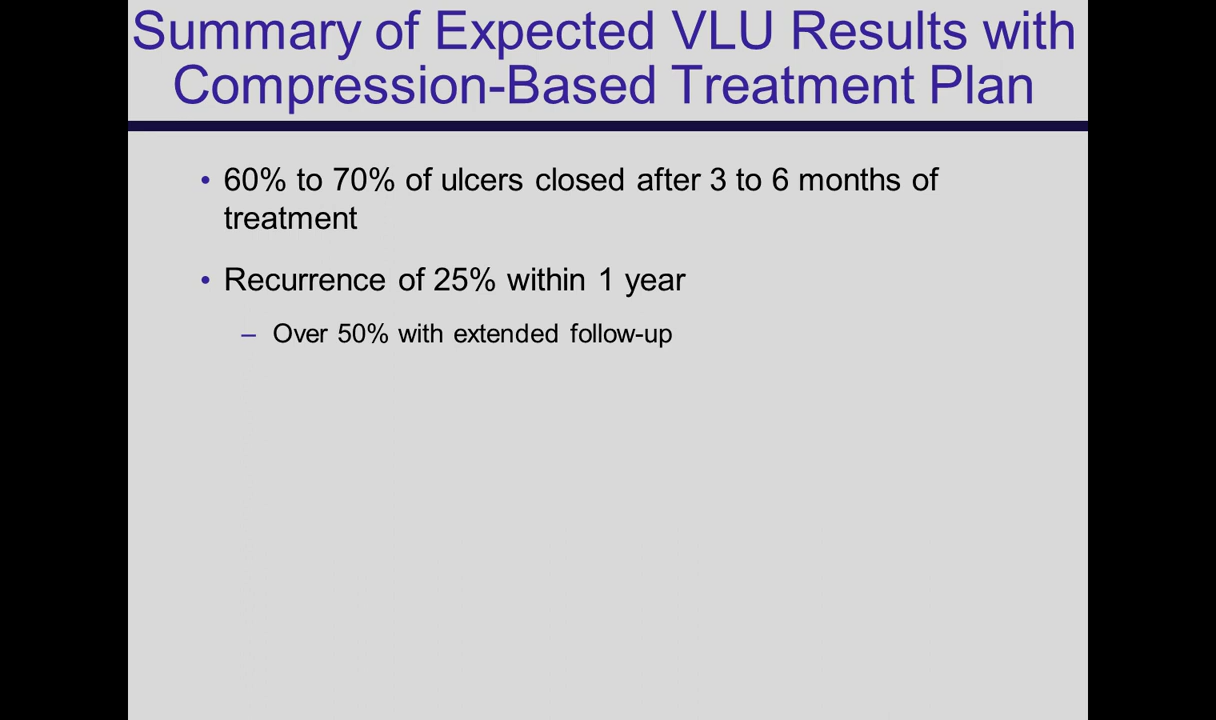 Summary of Expected VLU Results with
Compression-Based Treatment Plan
• 60% to 70% of ulcers closed after 3 to 6 months of
treatment
• Recurrence of 25% within 1 year
– Over 50% with extended follow-up